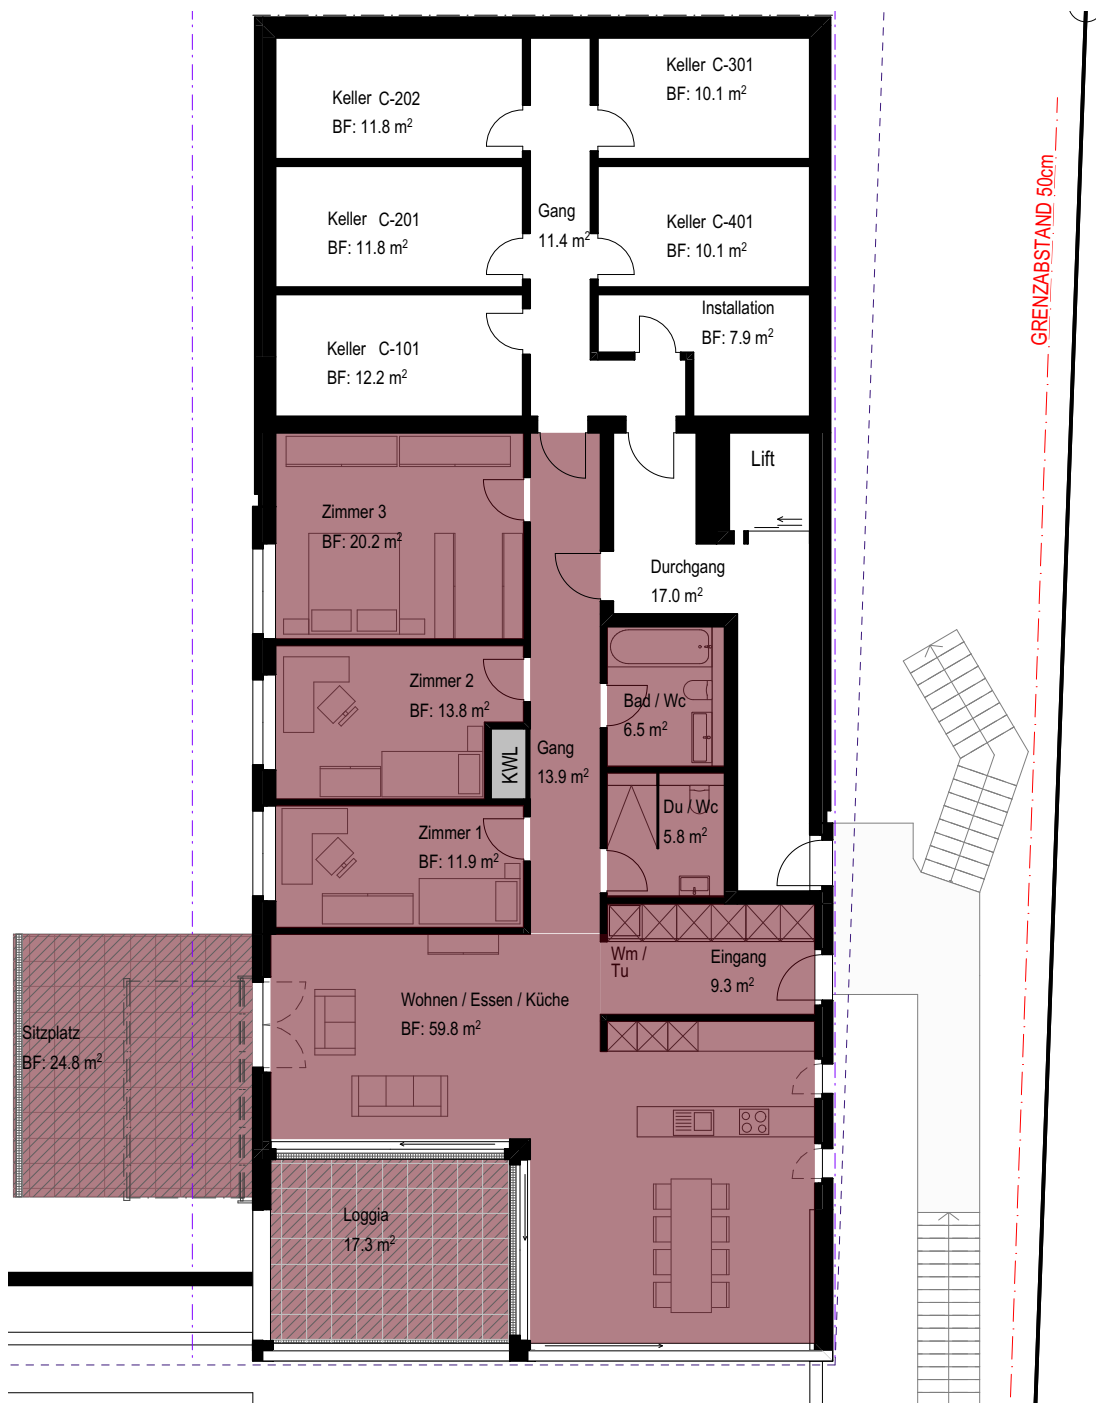 Keller C-202
BF: 11.8 m²
Keller C-301
BF: 10.1 m²
Keller C-201
BF: 11.8 m²
Gang
11.4 m²
Keller C-401
BF: 10.1 m²
Keller C-101
BF: 12.2 m²
Installation
BF: 7.9 m²
GRENZABSTAND 50cm
Lift
Zimmer 3
BF: 20.2 m²
Durchgang
17.0 m²
Zimmer 2
BF: 13.8 m²
Bad / Wc
6.5 m²
KWL
Gang
13.9 m²
Zimmer 1
BF: 11.9 m²
Du / Wc
5.8 m²
Wm /
Tu
Eingang
9.3 m²
Wohnen / Essen / Küche
BF: 59.8 m²
Sitzplatz
BF: 24.8 m²
Loggia
17.3 m²